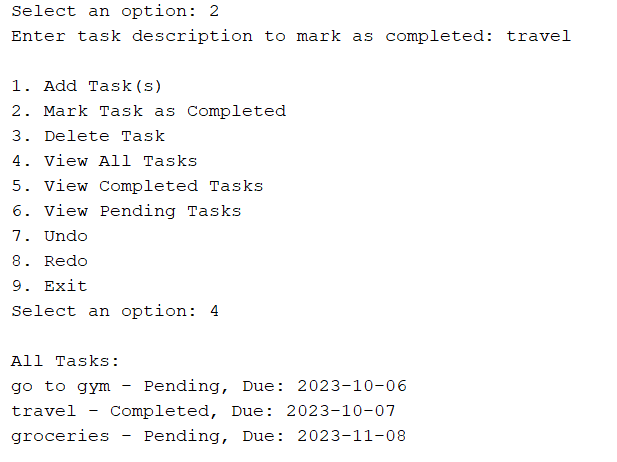 Select an option: 2
Enter task description to mark as completed: travel
1. Add Task(s)
2. Mark Task as Completed
3. Delete Task
4. View All Tasks
5. View Completed Tasks
6. View Pending Tasks
7. Undo
8. Redo
9. Exit
Select an option: 4
All Tasks:
go to gym - Pending, Due: 2023-10-06
travel - Completed, Due: 2023-10-07
groceries - Pending, Due: 2023-11-08